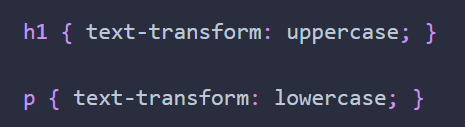 h1 { text-transform: uppercase; }
p { text-transform: lowercase; }